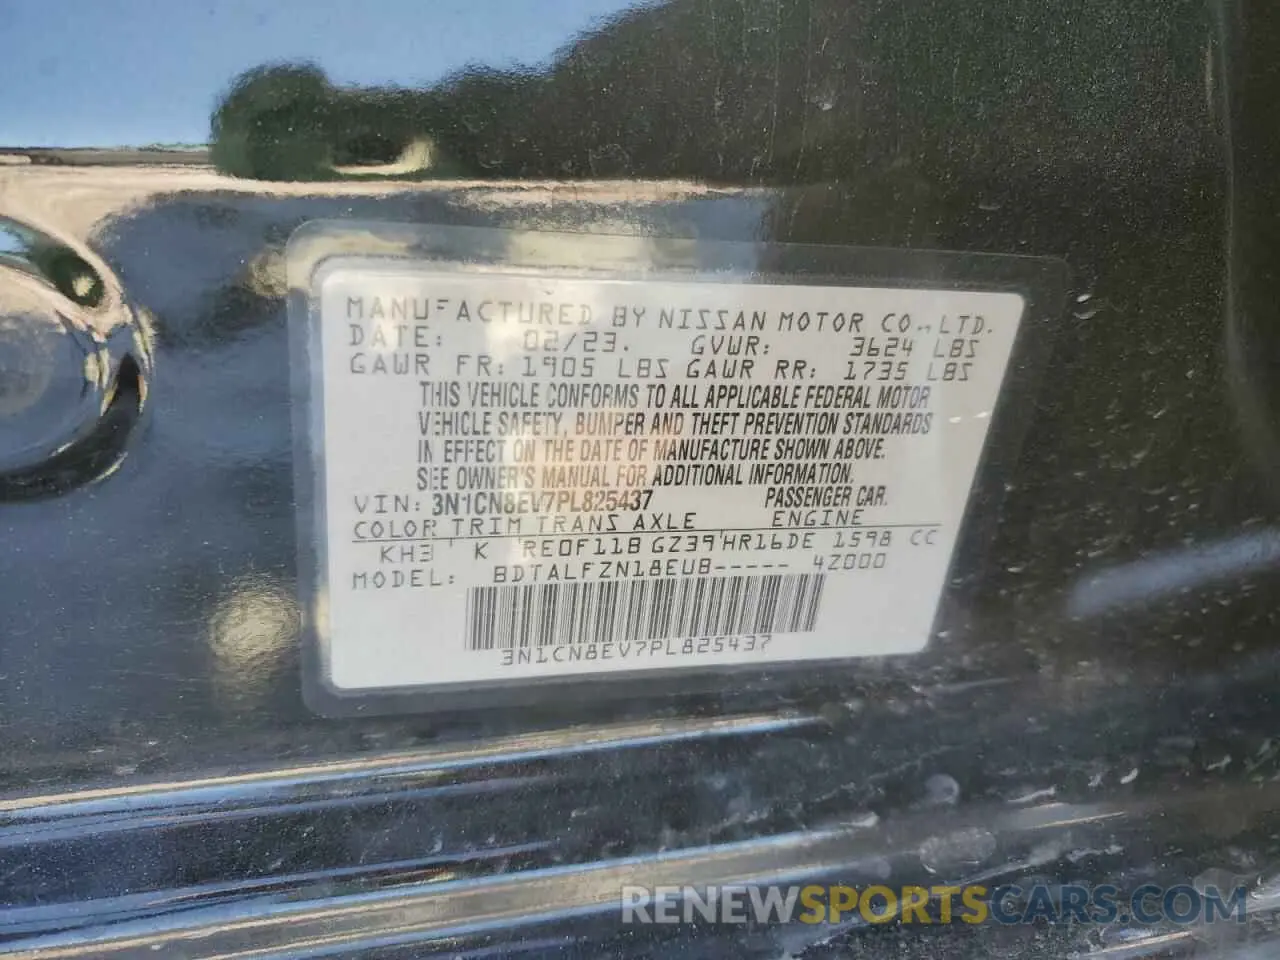 MANUFACTURED BY NISSAN MOTOR CO., LTD.
DATE: 02/23. GVWR: 3624 LBS
GAWR FR: 1905 LBS GAWR RR: 1735 LBS
THIS VEHICLE CONFORMS TO ALL APPLICABLE FEDERAL MOTOR
VEHICLE SAFETY, BUMPER AND THEFT PREVENTION STANDARDS
IN EFFECT ON THE DATE OF MANUFACTURE SHOWN ABOVE.
SEE OWNER'S MANUAL FOR ADDITIONAL INFORMATION.
VIN: 3N1CN8EV7PL825437 PASSENGER CAR.
COLOR TRIM TRANS AXLE ENGINE
KH3 K RE0F11B GZ39 HR16DE 1598 CC
MODEL: BDTALFZN18EUB----- 4Z000
3N1CN8EV7PL825437
RENEWSPORTSCARS.COM